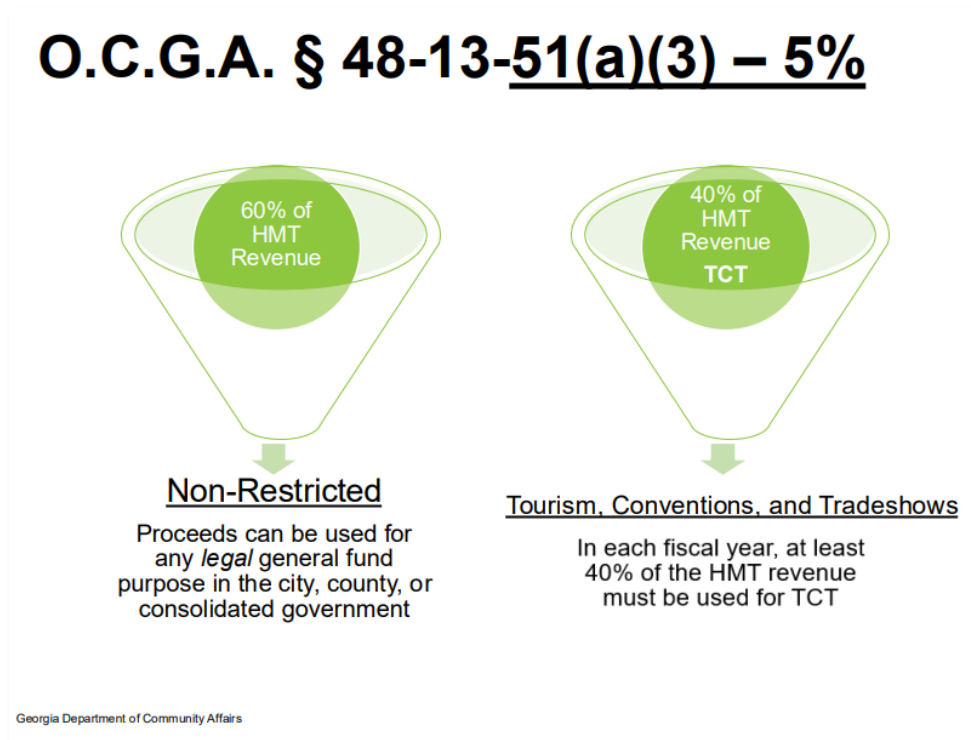 O.C.G.A. § 48-13-51(a)(3) – 5%
60% of
HMT
Revenue
Non-Restricted
Proceeds can be used for
any legal general fund
purpose in the city, county, or
consolidated government
40% of
HMT
Revenue
TCT
Tourism, Conventions, and Tradeshows
In each fiscal year, at least
40% of the HMT revenue
must be used for TCT
Georgia Department of Community Affairs